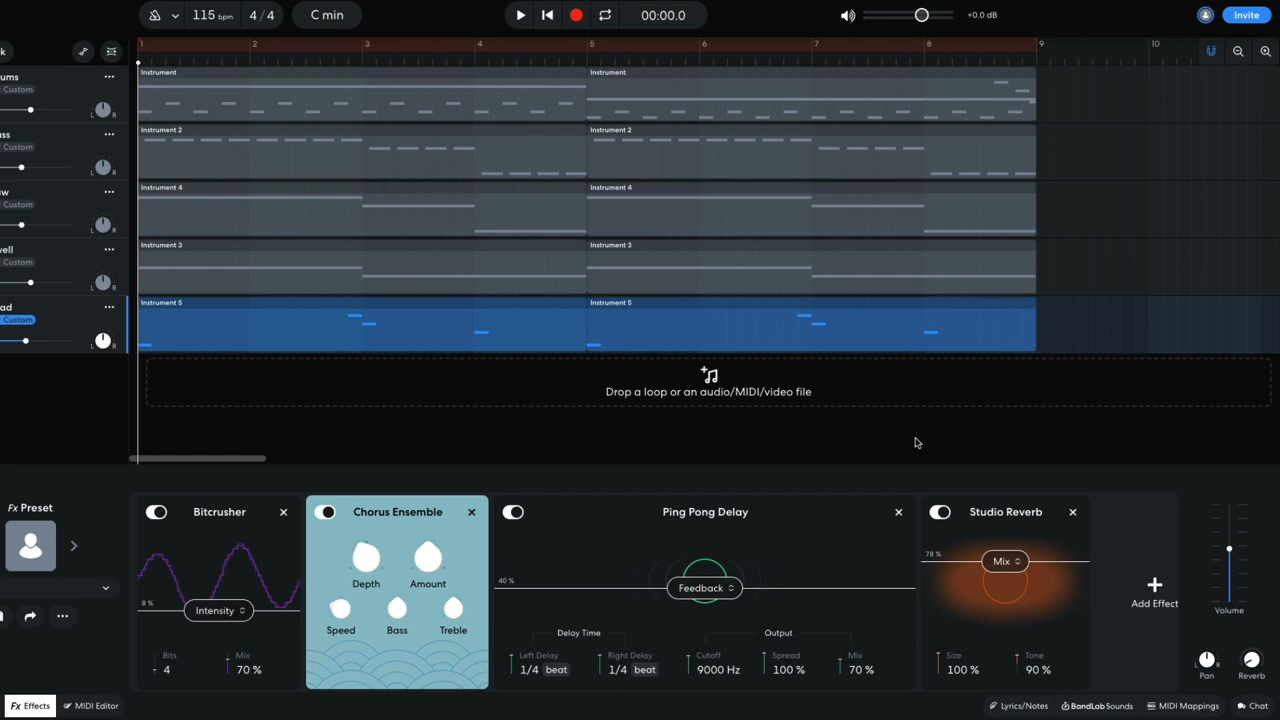 115 bpm 4 / 4 C min 00:00.0 +0.0 dB Invite
k 1 2 3 4 5 6 7 8 9 10
ums
Custom
L R
Instrument Instrument
ss
Custom
L R
Instrument 2 Instrument 2
aw
Custom
L R
Instrument 4 Instrument 4
vell
Custom
L R
Instrument 3 Instrument 3
ad
Custom
L R
Instrument 5 Instrument 5
Drop a loop or an audio/MIDI/video file
Fx Preset
Bitcrusher
8 %
Intensity
Bits Mix
4 70 %
Chorus Ensemble
Depth Amount
Speed Bass Treble
Ping Pong Delay
40 %
Feedback
Delay Time Output
Left Delay Right Delay Cutoff Spread Mix
1/4 beat 1/4 beat 9000 Hz 100 % 70 %
Studio Reverb
78 %
Mix
Size Tone
100 % 90 %
Add Effect
Volume
L R
Pan Reverb
Fx Effects MIDI Editor Lyrics/Notes BandLab Sounds MIDI Mappings Chat